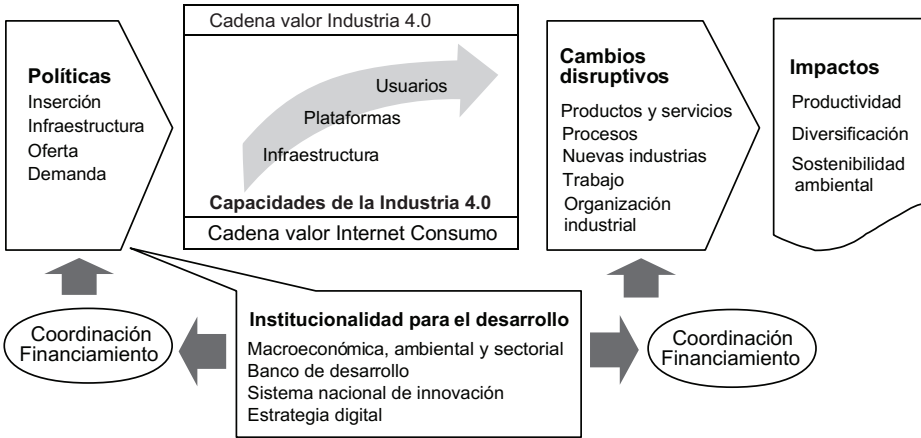 Políticas
Inserción
Infraestructura
Oferta
Demanda
Cadena valor Industria 4.0
Usuarios
Plataformas
Infraestructura
Capacidades de la Industria 4.0
Cadena valor Internet Consumo
Cambios
disruptivos
Productos y servicios
Procesos
Nuevas industrias
Trabajo
Organización
industrial
Impactos
Productividad
Diversificación
Sostenibilidad
ambiental
Coordinación
Financiamiento
Institucionalidad para el desarrollo
Macroeconómica, ambiental y sectorial
Banco de desarrollo
Sistema nacional de innovación
Estrategia digital
Coordinación
Financiamiento